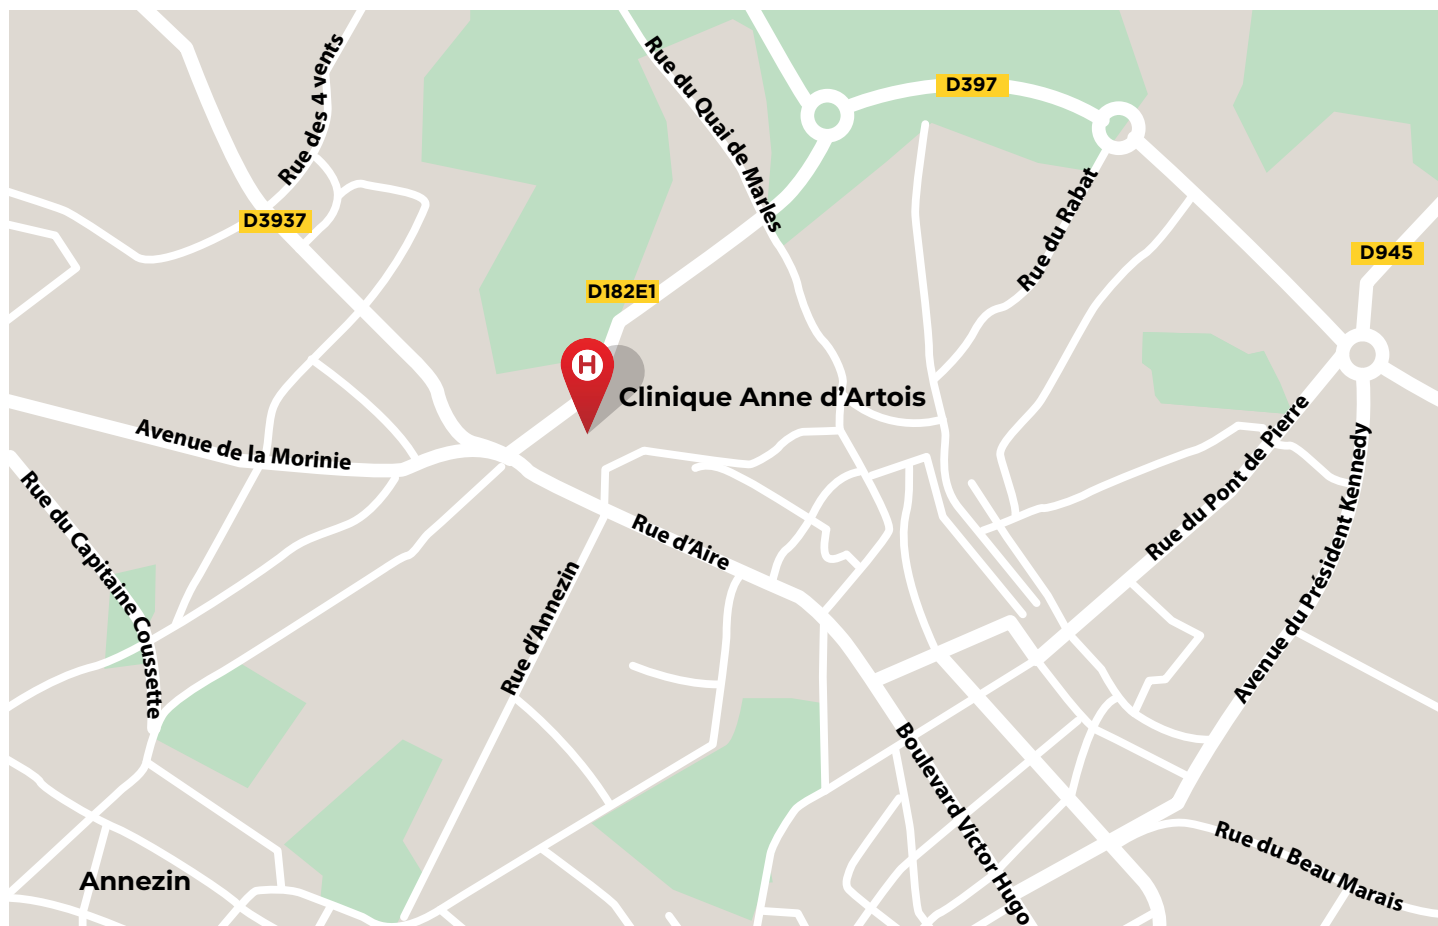 Rue des 4 vents
Rue du Quai de Marles
D397
Rue du Rabat
D3937
D945
D182E1
H
Clinique Anne d’Artois
Avenue de la Morinie
Rue du Pont de Pierre
Avenue du Président Kennedy
Rue du Capitaine Coussette
Rue d’Aire
Rue d’Annezin
Boulevard Victor Hugo
Rue du Beau Marais
Annezin